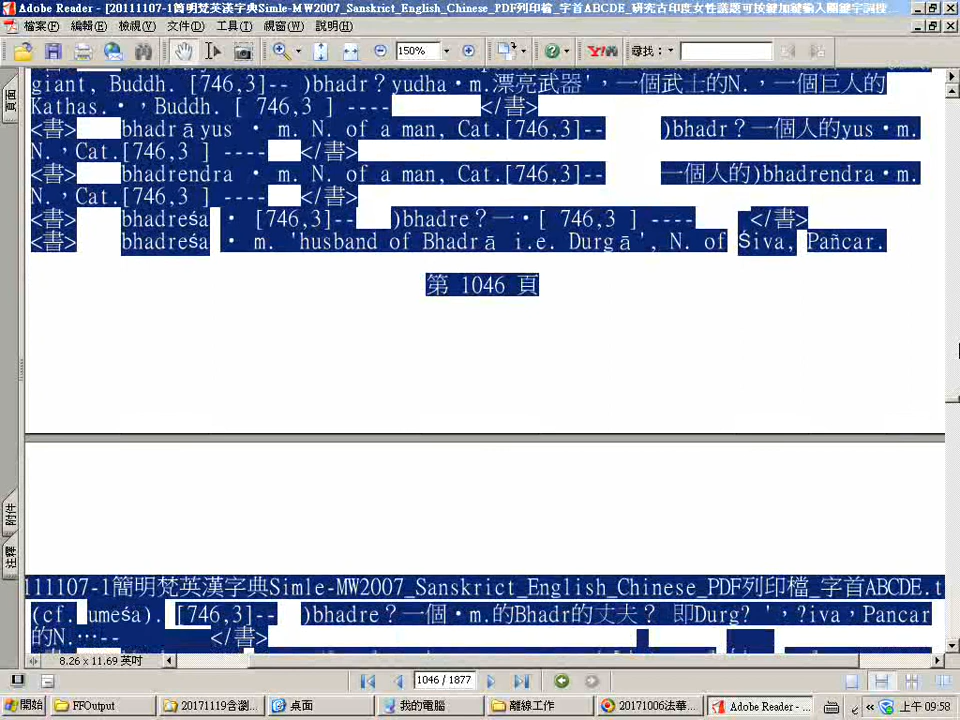 Adobe Reader - [20111107-1簡明梵英漢字典Simle-MW2007_Sanskrict_English_Chinese_PDF列印檔_字首ABCDE_研究古印度女性議題可按鍵加鍵輸入關鍵字詞搜
檔案(F) 編輯(E) 檢視(V) 文件(D) 工具(T) 視窗(W) 說明(H)
150% 尋找：
頁面
giant, Buddh. [746,3]-- )bhadr？yudha‧m.漂亮武器'，一個武士的N.，一個巨人的
Kathas.‧，Buddh. [ 746,3 ] ---- </書>
<書> bhadrāyus ‧ m. N. of a man, Cat.[746,3]-- )bhadr？一個人的yus‧m.
N.，Cat.[746,3 ] ---- </書>
<書> bhadrendra ‧ m. N. of a man, Cat.[746,3]-- 一個人的)bhadrendra‧m.
N.，Cat.[746,3 ] ---- </書>
<書> bhadreśa ‧ [746,3]-- )bhadre？一‧[ 746,3 ] ---- </書>
<書> bhadreśa ‧ m. 'husband of Bhadrā i.e. Durgā', N. of Śiva, Pañcar.
第 1046 頁
附件
注釋
111107-1簡明梵英漢字典Simle-MW2007_Sanskrict_English_Chinese_PDF列印檔_字首ABCDE.t
(cf. umeśa). [746,3]-- )bhadre？一個‧m.的Bhadr的丈夫？ 即Durg? '，?iva，Pancar
的N.…-- </書>
8.26 x 11.69 英吋
1046 / 1877
開始 FFOutput 20171119含瀏... 桌面 我的電腦 離線工作 20171006法華... Adobe Reader - ... 上午 09:58